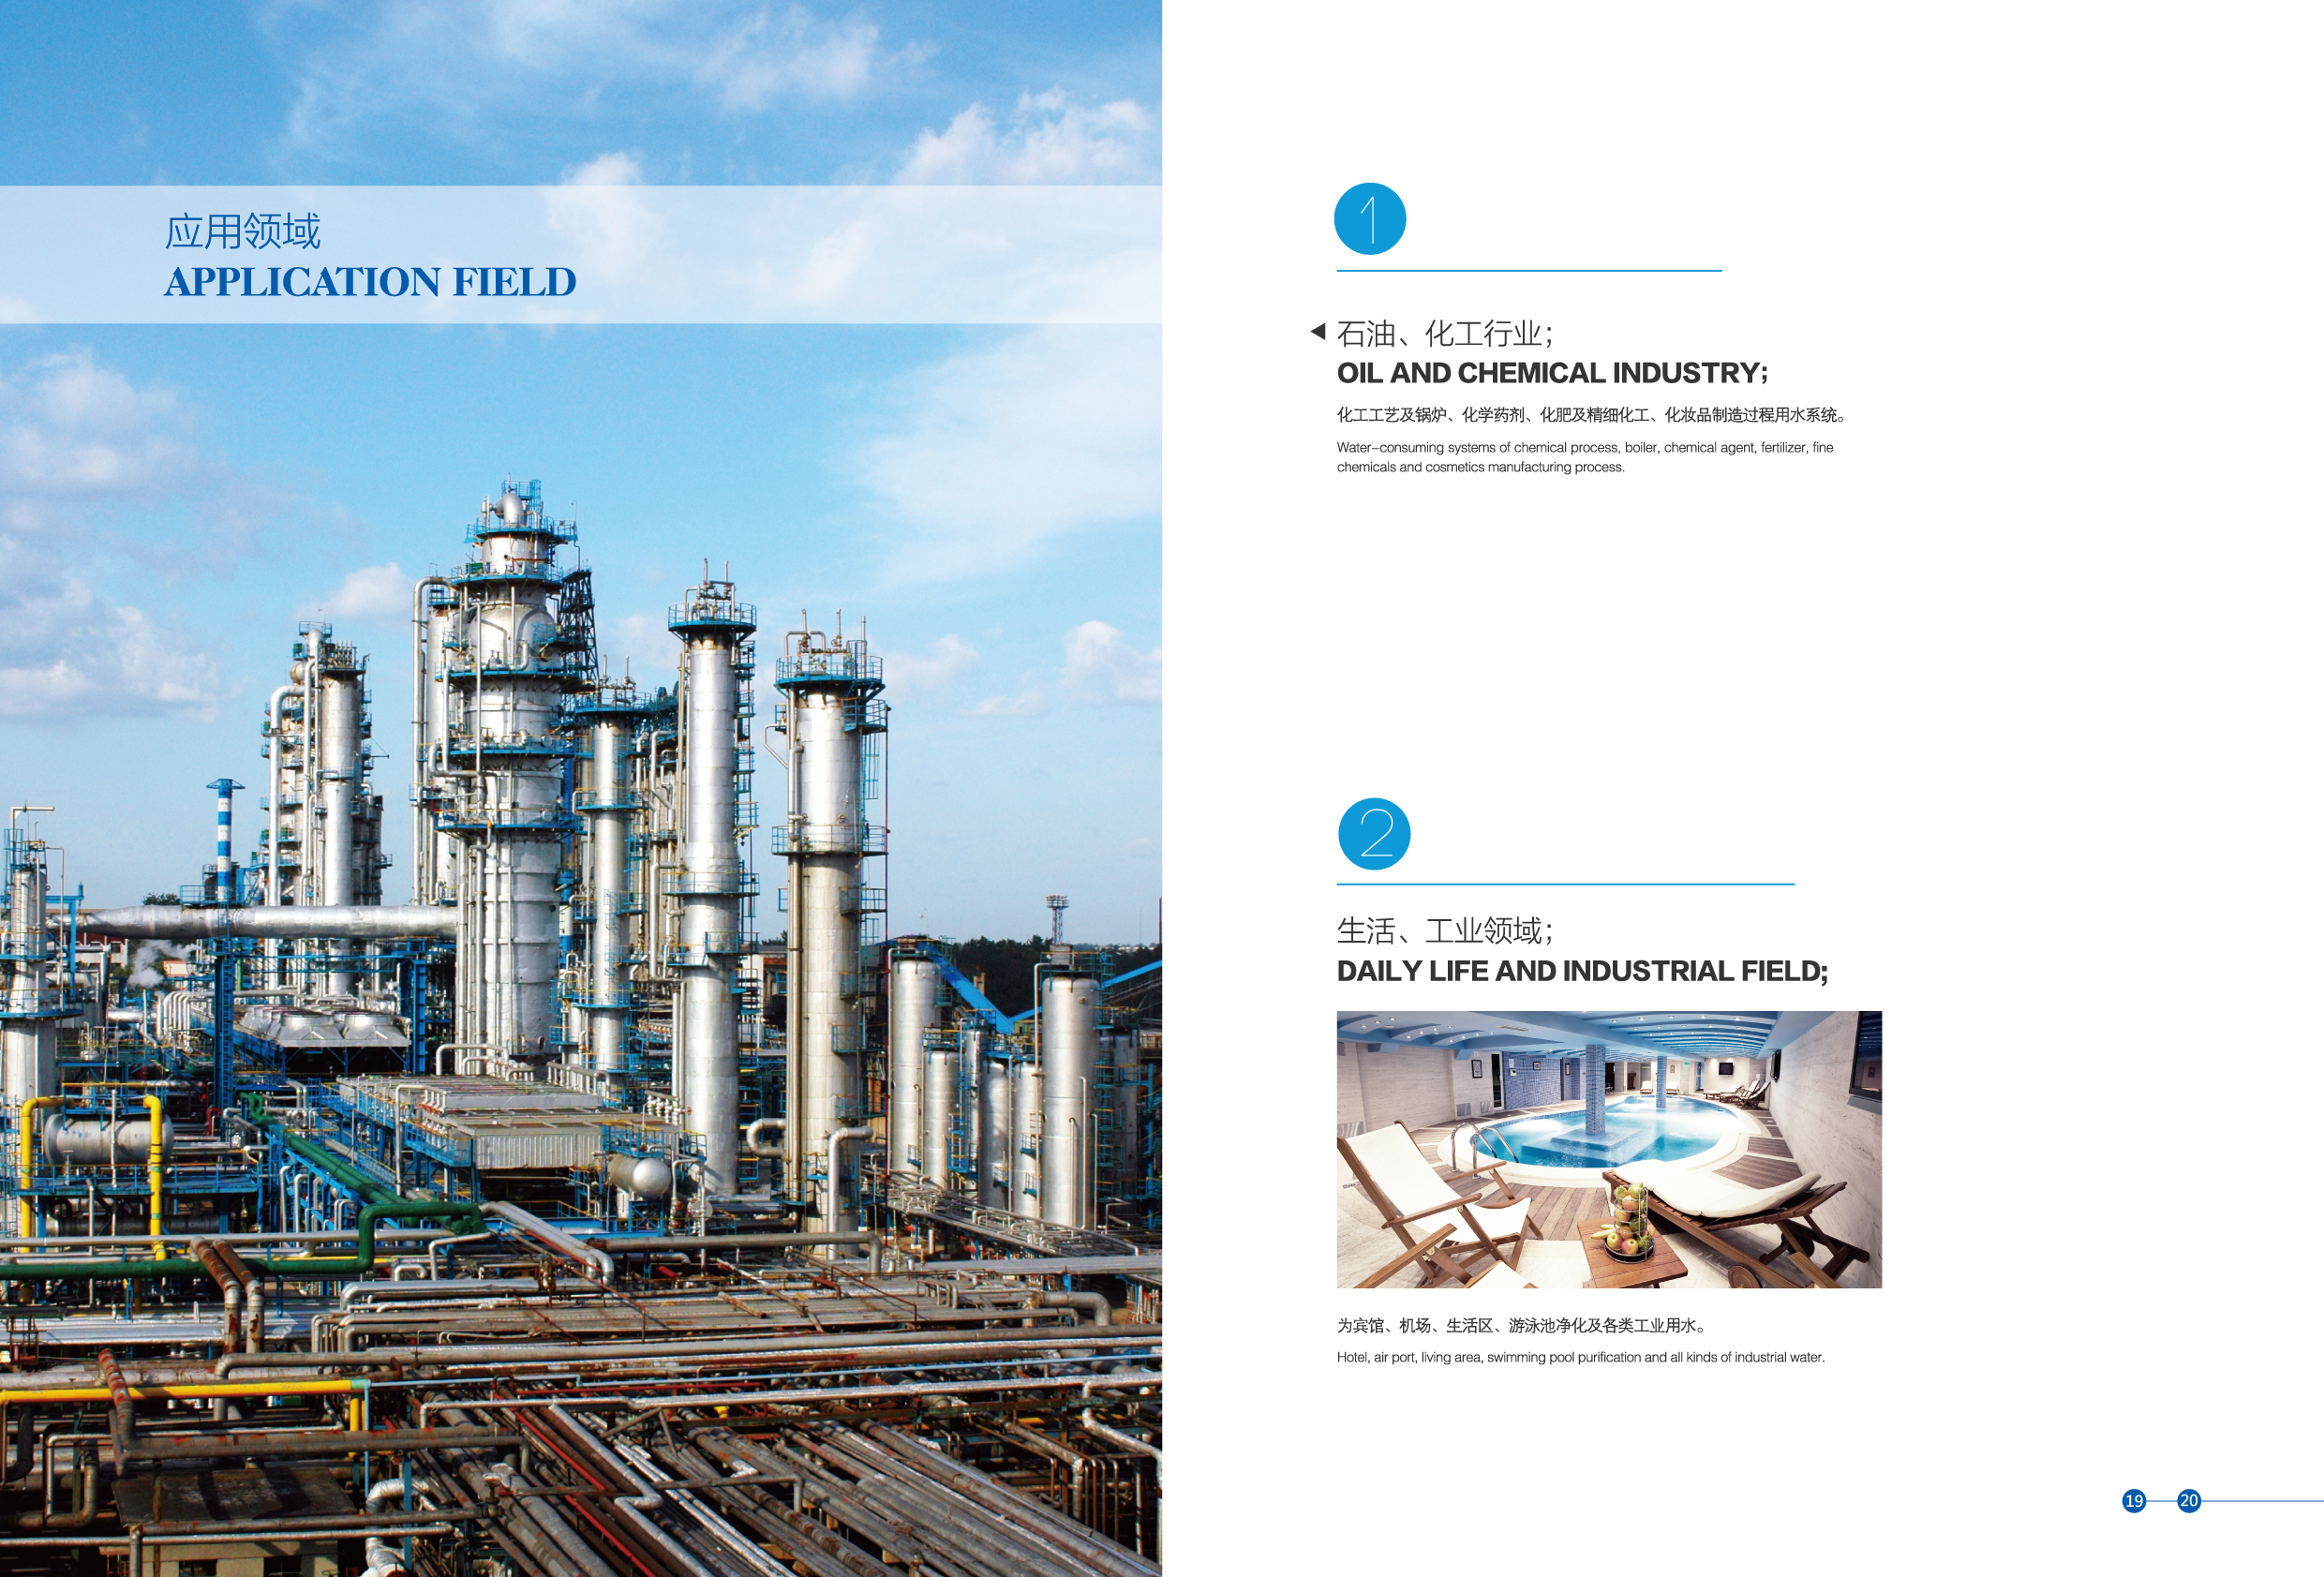 应用领域
APPLICATION FIELD
1
石油、化工行业；
OIL AND CHEMICAL INDUSTRY;
化工工艺及锅炉、化学药剂、化肥及精细化工、化妆品制造过程用水系统。
Water-consuming systems of chemical process, boiler, chemical agent, fertilizer, fine
chemicals and cosmetics manufacturing process.
2
生活、工业领域；
DAILY LIFE AND INDUSTRIAL FIELD;
为宾馆、机场、生活区、游泳池净化及各类工业用水。
Hotel, air port, living area, swimming pool purification and all kinds of industrial water.
19 20